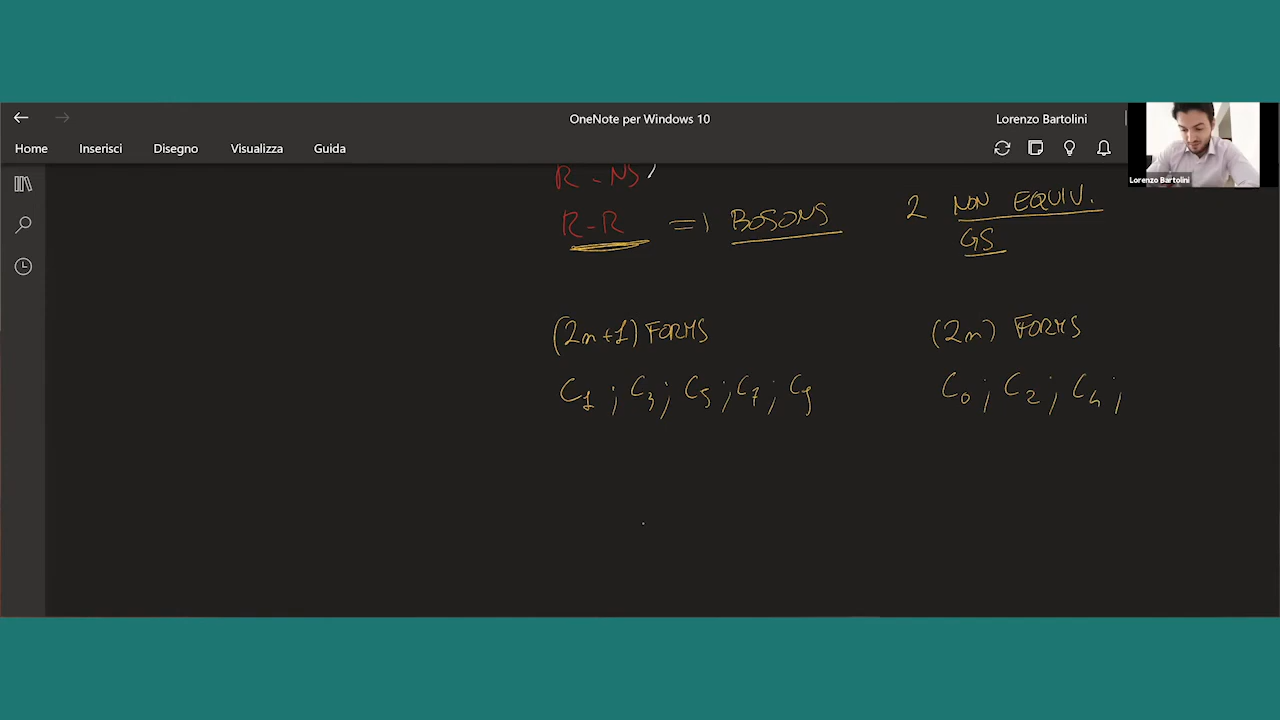 OneNote per Windows 10
Lorenzo Bartolini
Home Inserisci Disegno Visualizza Guida
Lorenzo Bartolini
R - NS
R-R => BOSONS 2 NON EQUIV.
GS
(2n+1) FORMS (2n) FORMS
C1 ; C3 ; C5 ; C7 ; C9 C0 ; C2 ; C4 ;